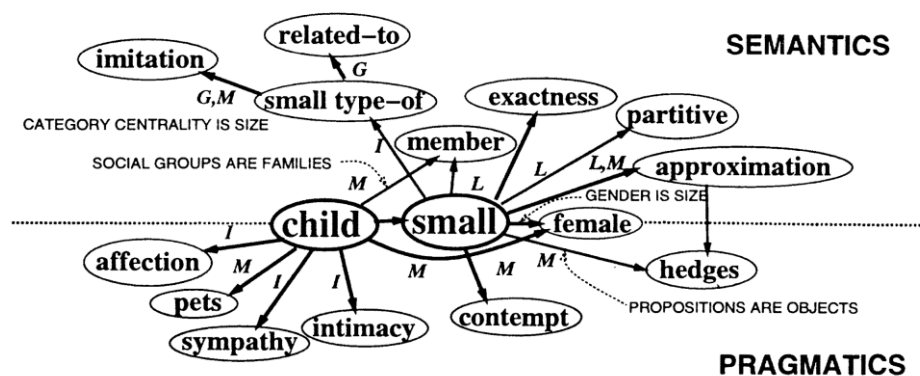 related-to
SEMANTICS
imitation
G
G,M
small type-of
exactness
partitive
CATEGORY CENTRALITY IS SIZE
I
member
L
L,M
approximation
SOCIAL GROUPS ARE FAMILIES
M
L
GENDER IS SIZE
child
small
female
I
affection
M
I
I
M
M
M
hedges
pets
PROPOSITIONS ARE OBJECTS
sympathy
intimacy
contempt
PRAGMATICS